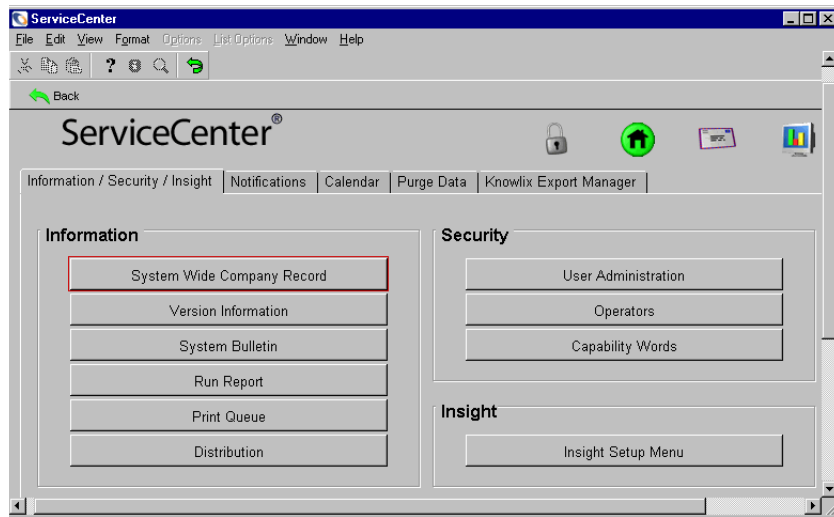 ServiceCenter
File Edit View Format Options List Options Window Help
Back
ServiceCenter®
Information / Security / Insight Notifications Calendar Purge Data Knowlix Export Manager
Information
System Wide Company Record
Version Information
System Bulletin
Run Report
Print Queue
Distribution
Security
User Administration
Operators
Capability Words
Insight
Insight Setup Menu